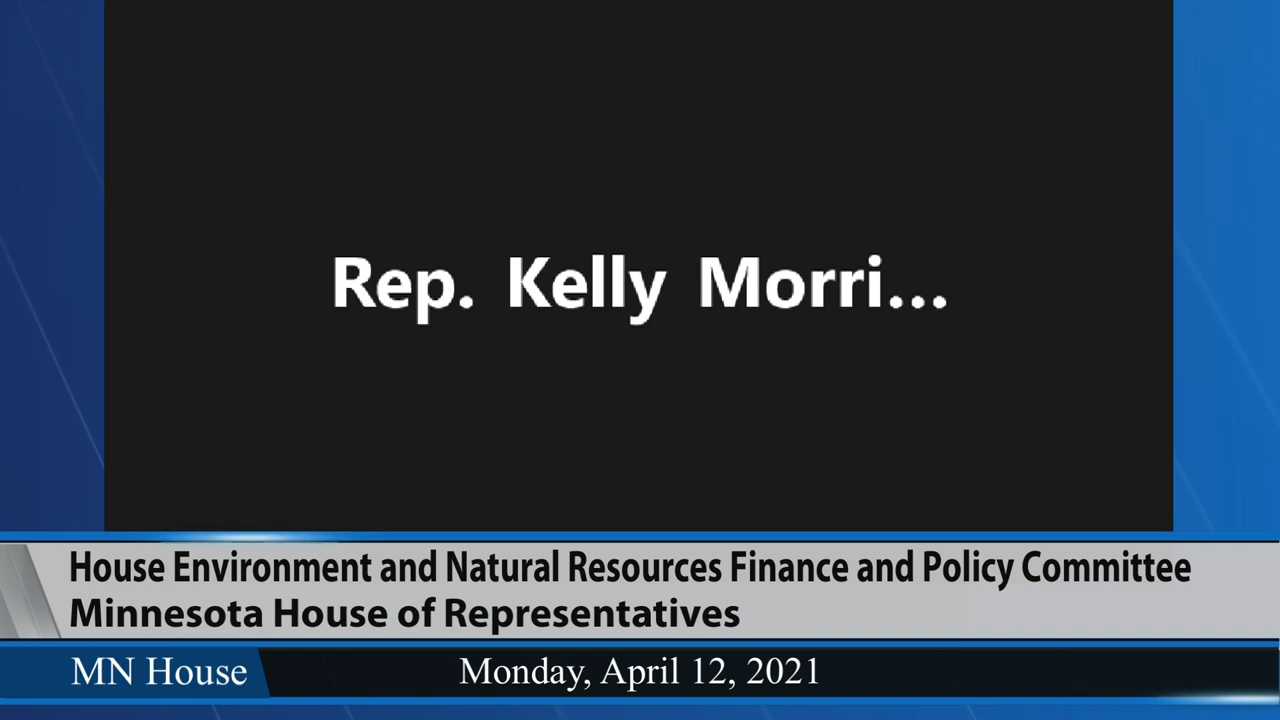 Rep. Kelly Morri...
House Environment and Natural Resources Finance and Policy Committee
Minnesota House of Representatives
MN House
Monday, April 12, 2021